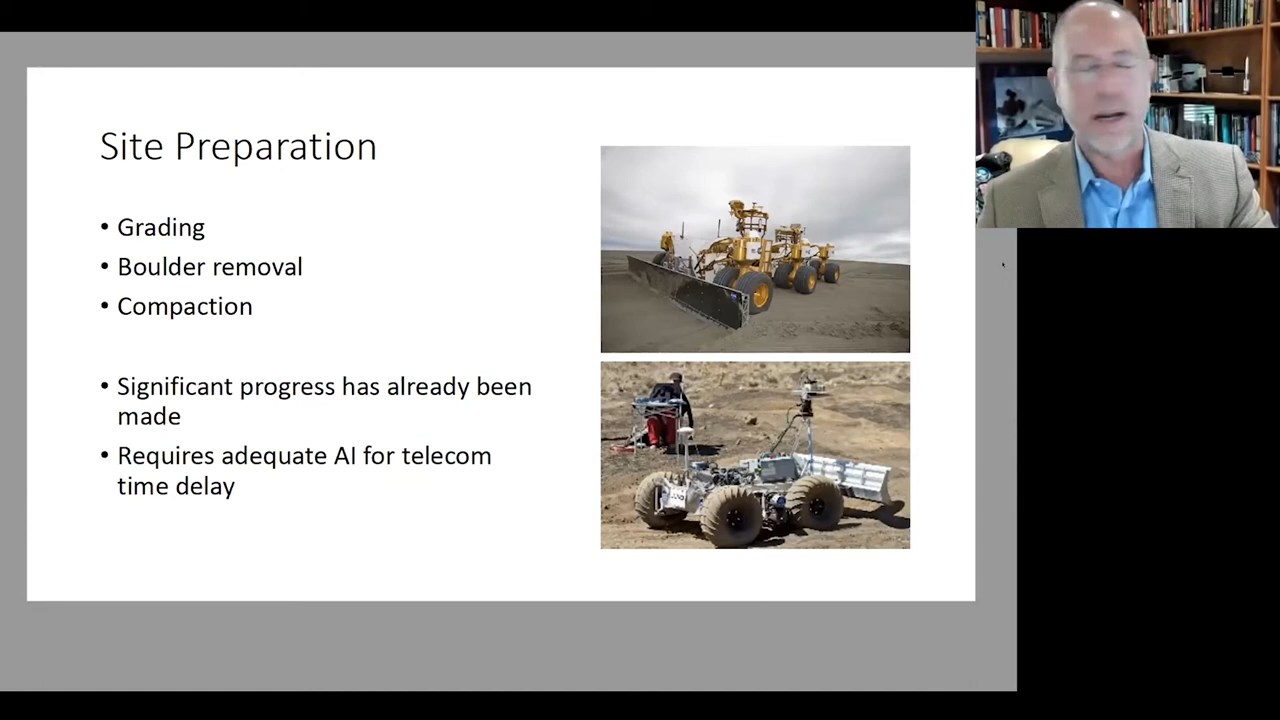 Site Preparation
• Grading
• Boulder removal
• Compaction
• Significant progress has already been
made
• Requires adequate AI for telecom
time delay